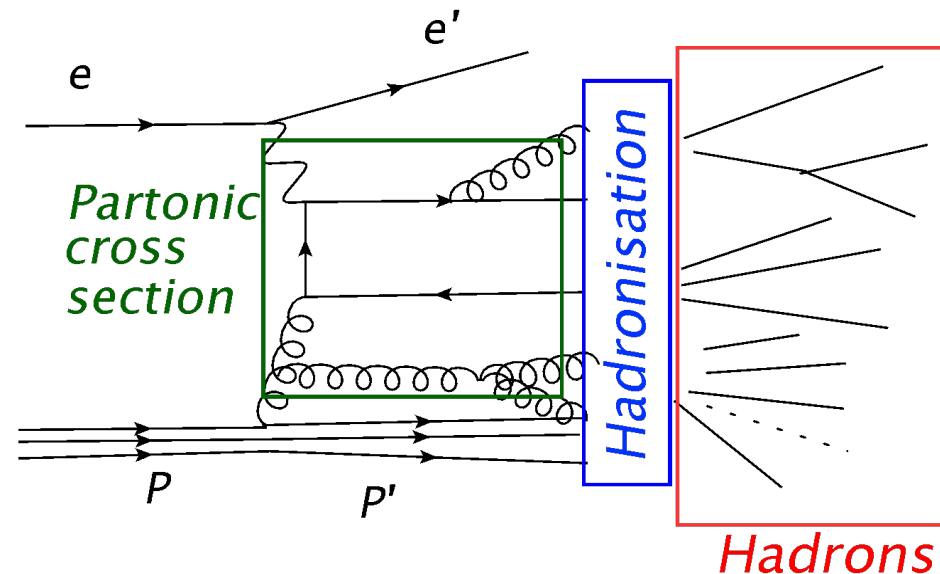 e'
e
Partonic
cross
section
P
P'
Hadronisation
Hadrons